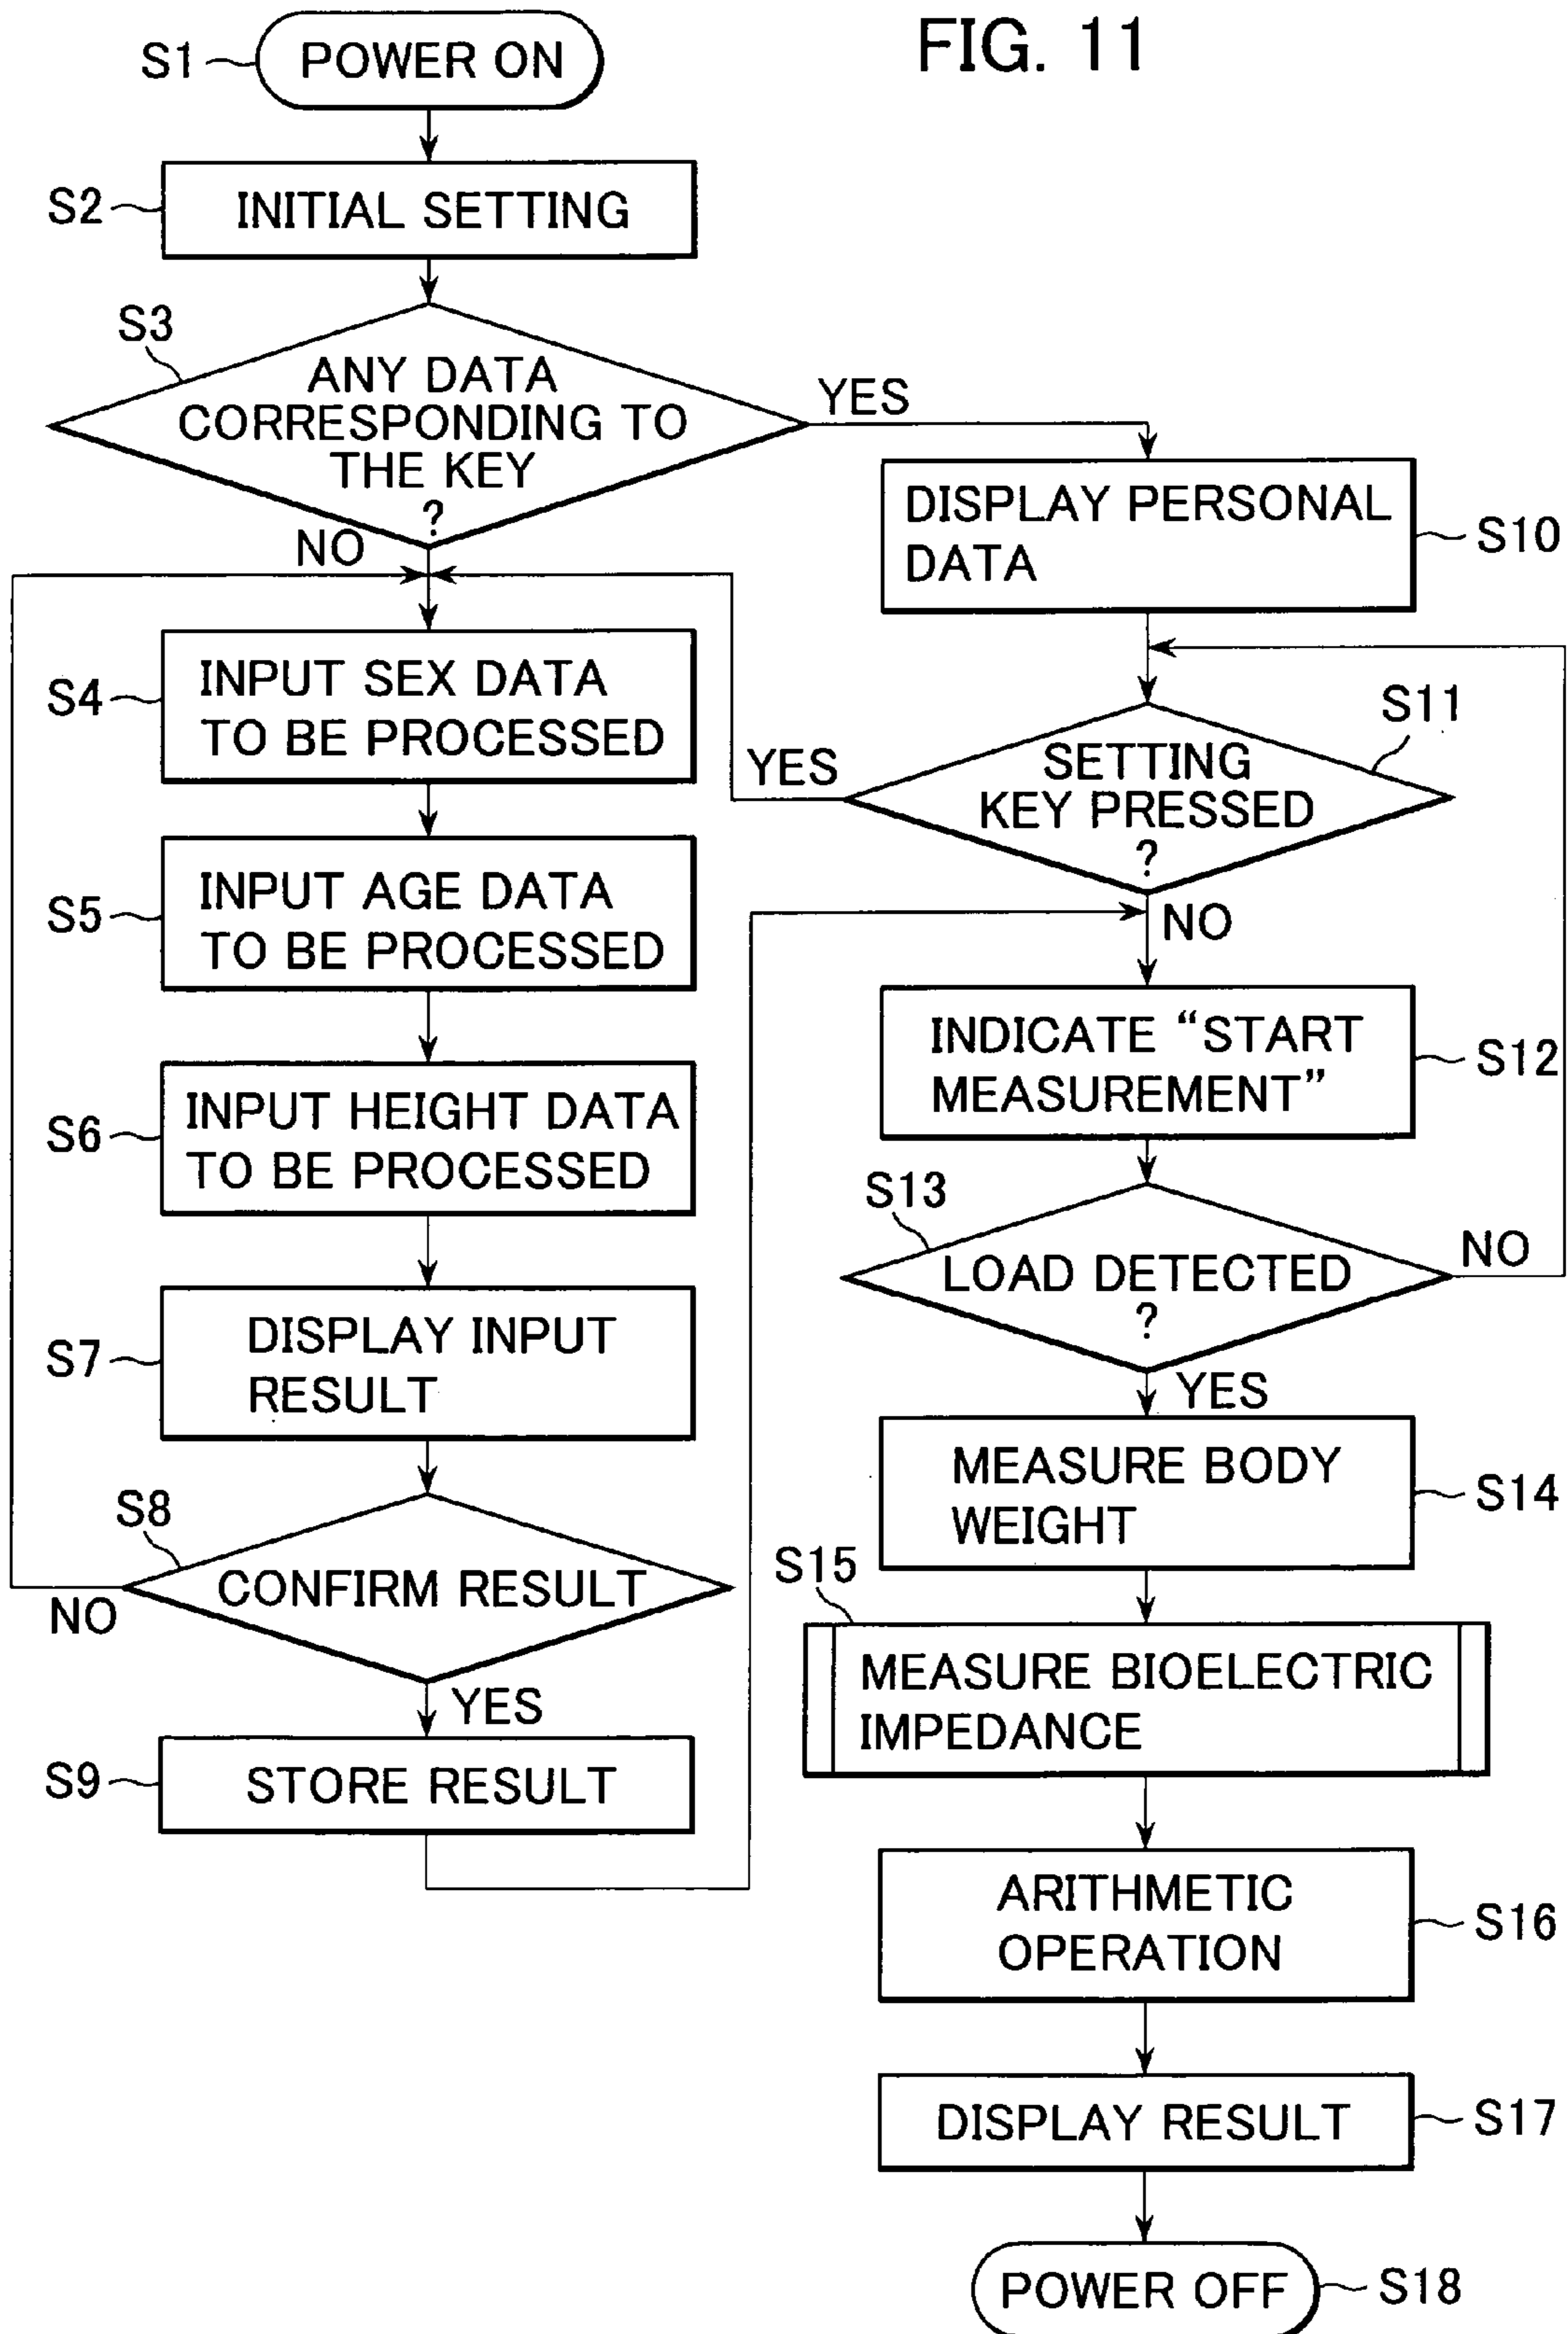 FIG. 11
S1
POWER ON
S2
INITIAL SETTING
S3
ANY DATA
CORRESPONDING TO
THE KEY
?
YES
NO
S4
INPUT SEX DATA
TO BE PROCESSED
S5
INPUT AGE DATA
TO BE PROCESSED
S6
INPUT HEIGHT DATA
TO BE PROCESSED
S7
DISPLAY INPUT
RESULT
S8
CONFIRM RESULT
NO
YES
S9
STORE RESULT
DISPLAY PERSONAL
DATA
S10
S11
SETTING
KEY PRESSED
?
YES
NO
INDICATE “START
MEASUREMENT”
S12
S13
LOAD DETECTED
?
NO
YES
MEASURE BODY
WEIGHT
S14
S15
MEASURE BIOELECTRIC
IMPEDANCE
ARITHMETIC
OPERATION
S16
DISPLAY RESULT
S17
POWER OFF
S18